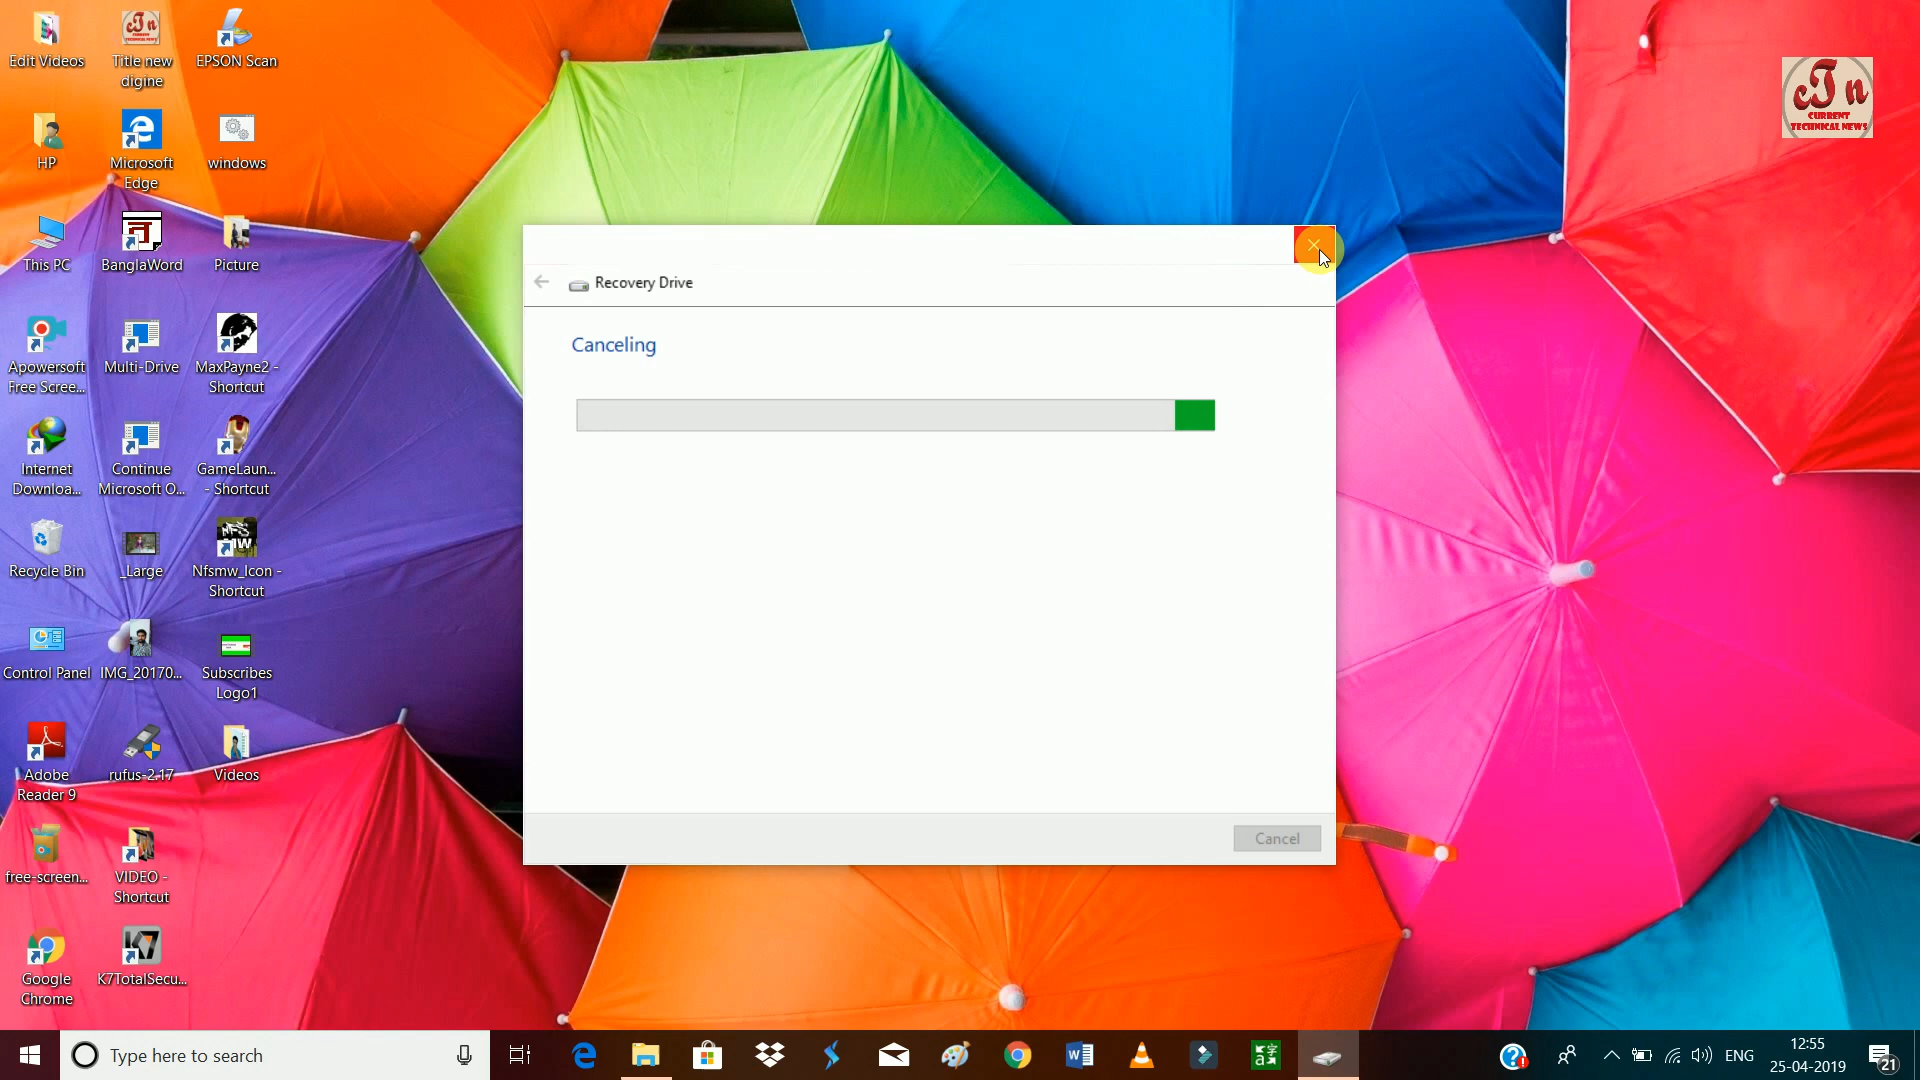 Edit Videos
Title new
digine
EPSON Scan
HP
Microsoft
Edge
windows
This PC
BanglaWord
Picture
Apowersoft
Free Scree...
Multi-Drive
MaxPayne2 -
Shortcut
Internet
Downloa...
Continue
Microsoft O...
GameLaun...
- Shortcut
Recycle Bin
_Large
Nfsmw_Icon -
Shortcut
Control Panel
IMG_20170...
Subscribes
Logo1
Adobe
Reader 9
rufus-2.17
Videos
free-screen...
VIDEO -
Shortcut
Google
Chrome
K7TotalSecu...
Recovery Drive
Canceling
Cancel
CTn
CURRENT
TECHNICAL NEWS
Type here to search
ENG
12:55
25-04-2019
21